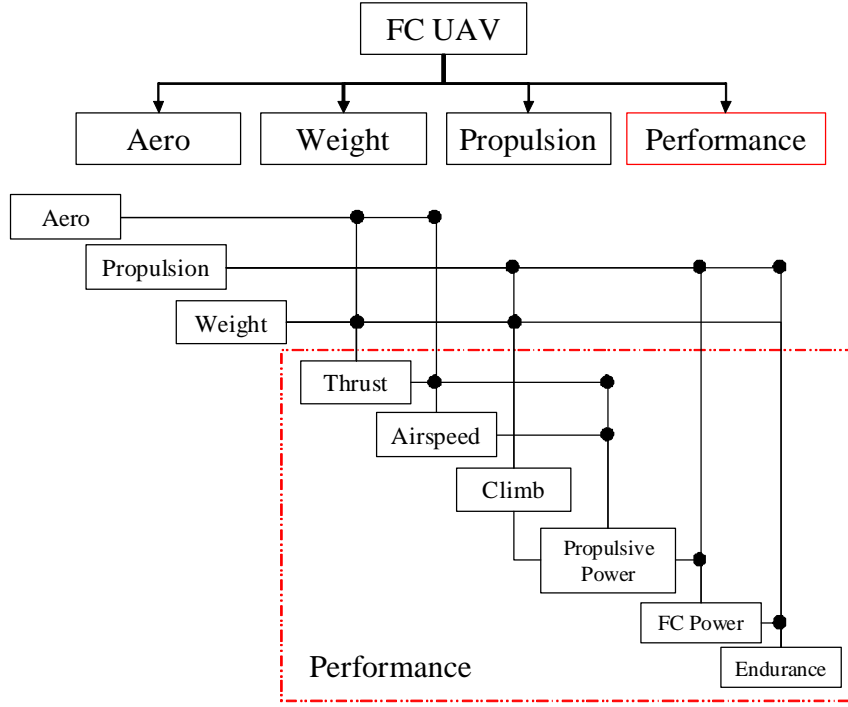 FC UAV
Aero
Weight
Propulsion
Performance
Aero
Propulsion
Weight
Thrust
Airspeed
Climb
Propulsive
Power
FC Power
Endurance
Performance